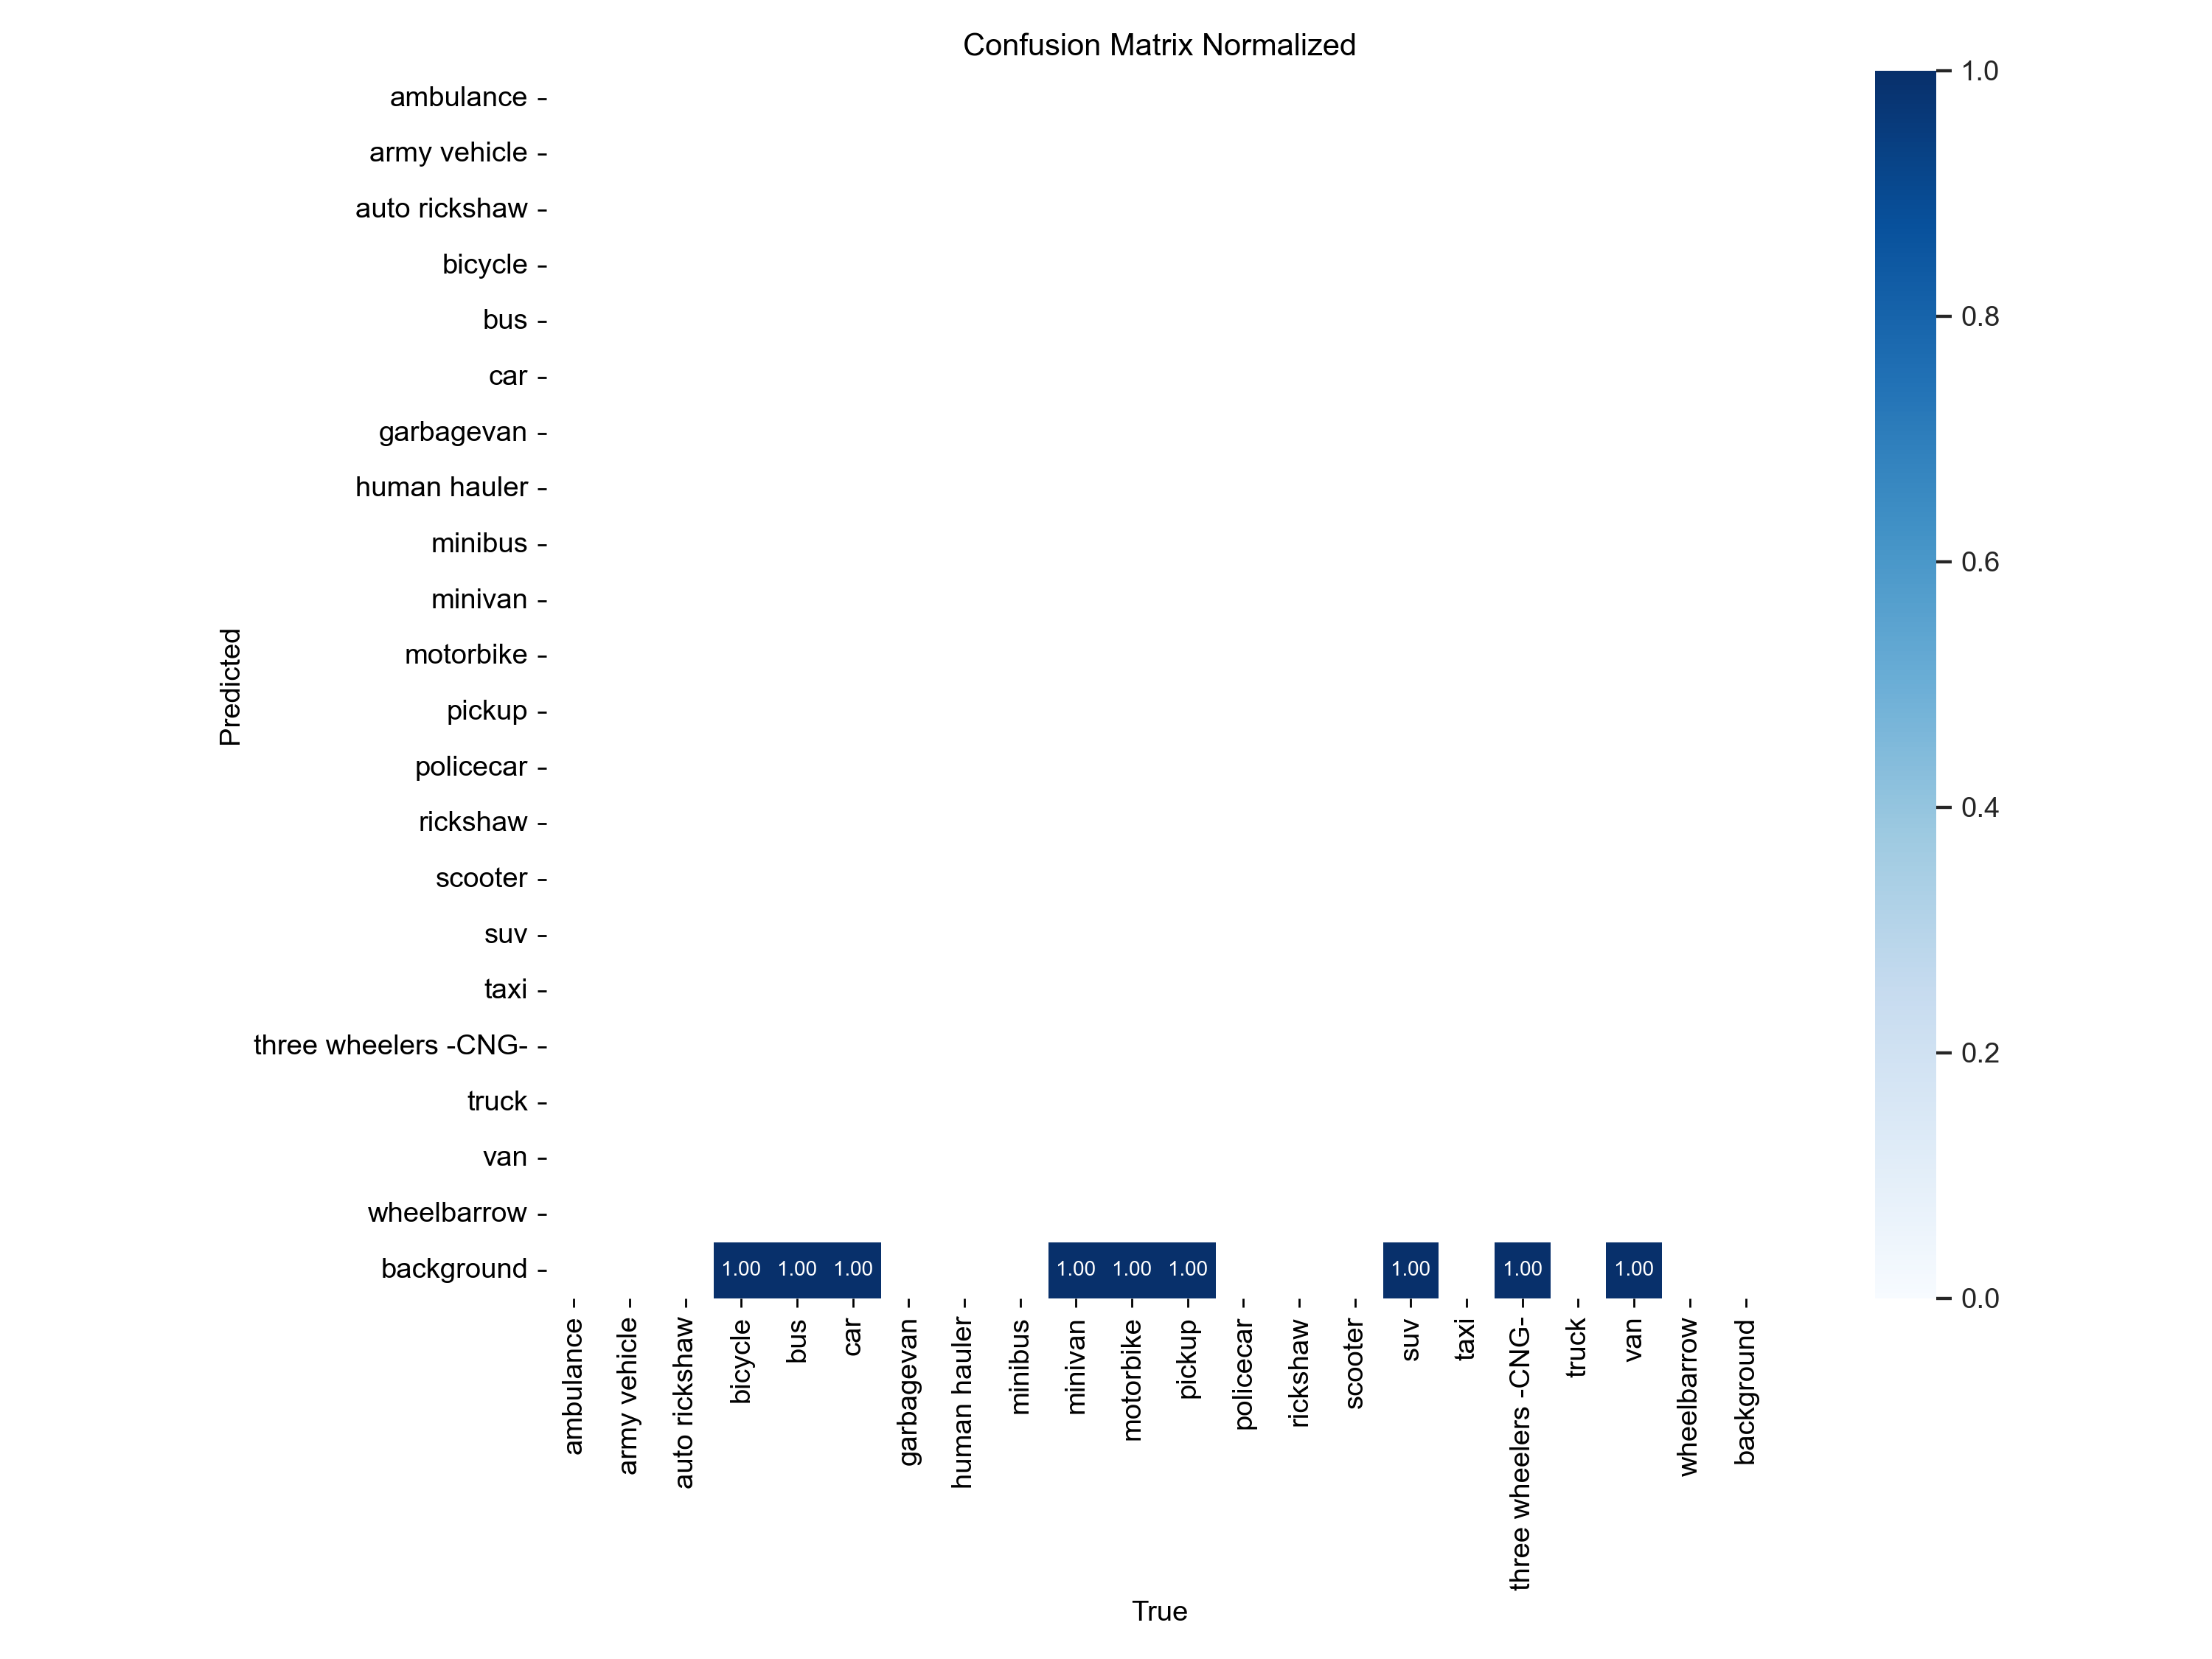 Confusion Matrix Normalized
ambulance
army vehicle
auto rickshaw
bicycle
bus
car
garbagevan
human hauler
minibus
minivan
motorbike
pickup
policecar
rickshaw
scooter
suv
taxi
three wheelers -CNG-
truck
van
wheelbarrow
background
Predicted
1.00 1.00 1.00 1.00 1.00 1.00 1.00 1.00 1.00
ambulance
army vehicle
auto rickshaw
bicycle
bus
car
garbagevan
human hauler
minibus
minivan
motorbike
pickup
policecar
rickshaw
scooter
suv
taxi
three wheelers -CNG-
truck
van
wheelbarrow
background
True
1.0
0.8
0.6
0.4
0.2
0.0